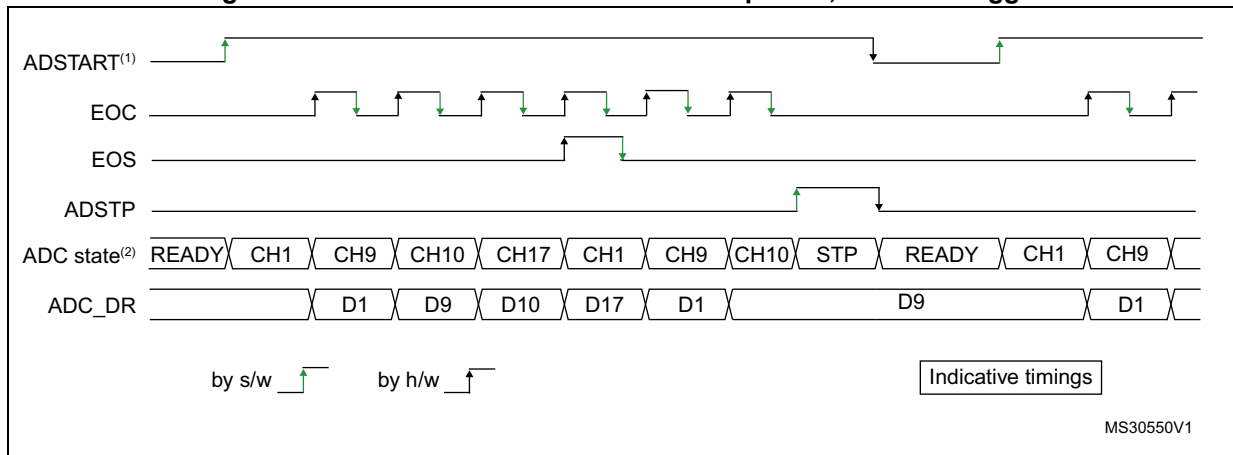 ADSTART(1)
EOC
EOS
ADSTP
ADC state(2) READY CH1 CH9 CH10 CH17 CH1 CH9 CH10 STP READY CH1 CH9
ADC_DR D1 D9 D10 D17 D1 D9 D1
by s/w by h/w Indicative timings
MS30550V1